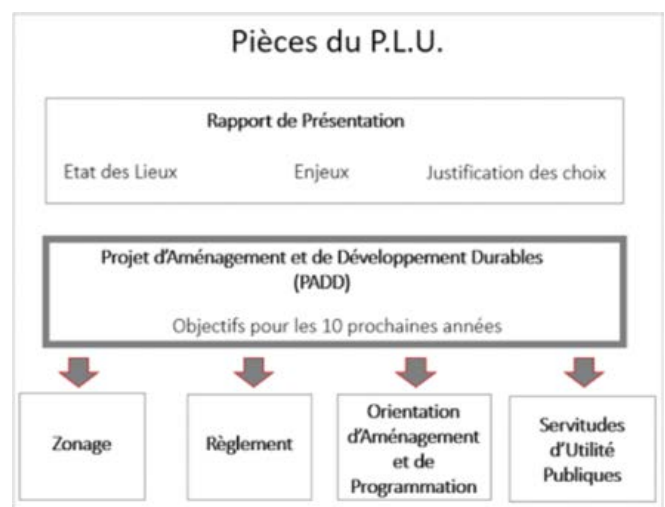 Pièces du P.L.U.
Rapport de Présentation
Etat des Lieux Enjeux Justification des choix
Projet d'Aménagement et de Développement Durables
(PADD)
Objectifs pour les 10 prochaines années
Zonage
Règlement
Orientation
d'Aménagement
et de
Programmation
Servitudes
d'Utilité
Publiques